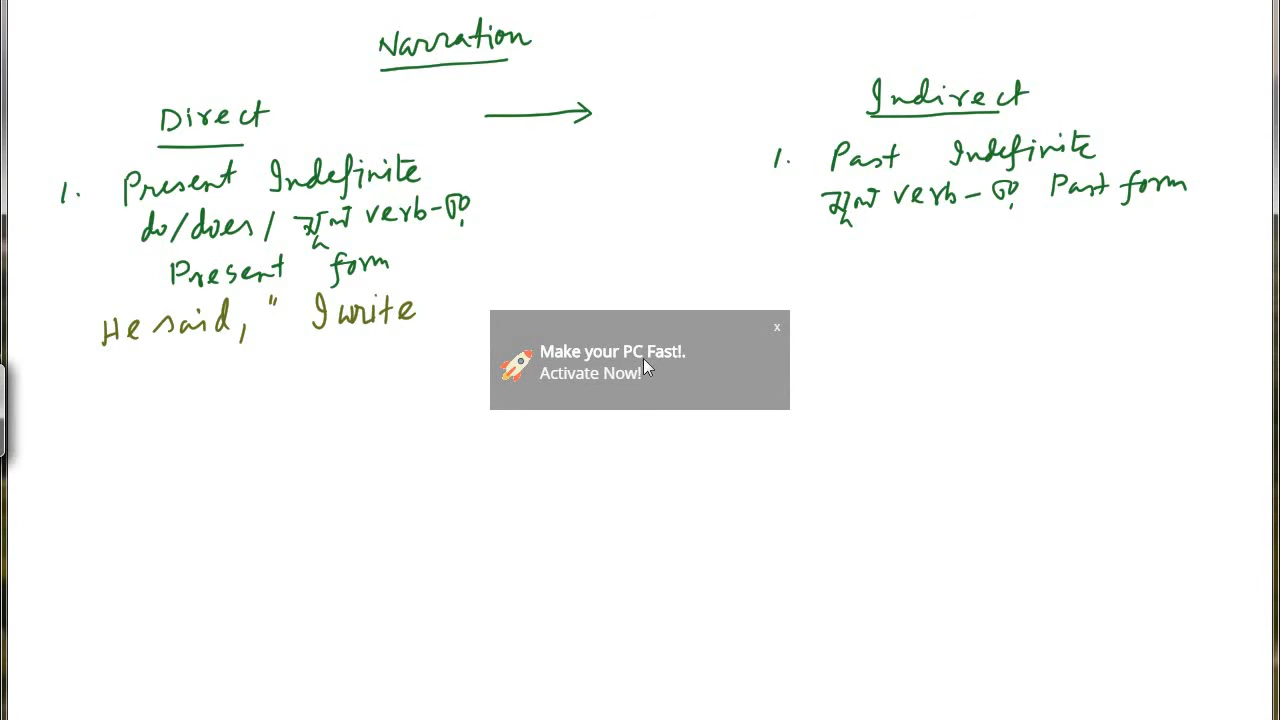 Narration
Direct
Indirect
1. Present Indefinite
do/does/ মূল verb-এর
Present form
He said, " I write
1. Past Indefinite
মূল verb-এর Past form
x
Make your PC Fast!.
Activate Now!